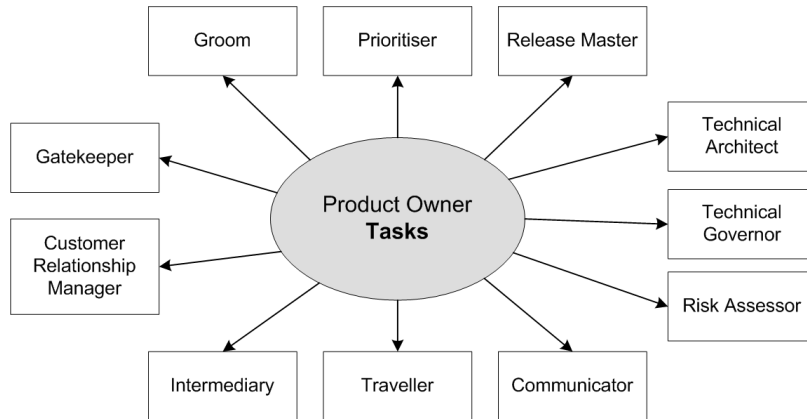 Groom
Prioritiser
Release Master
Gatekeeper
Technical
Architect
Product Owner
Tasks
Customer
Relationship
Manager
Technical
Governor
Risk Assessor
Intermediary
Traveller
Communicator